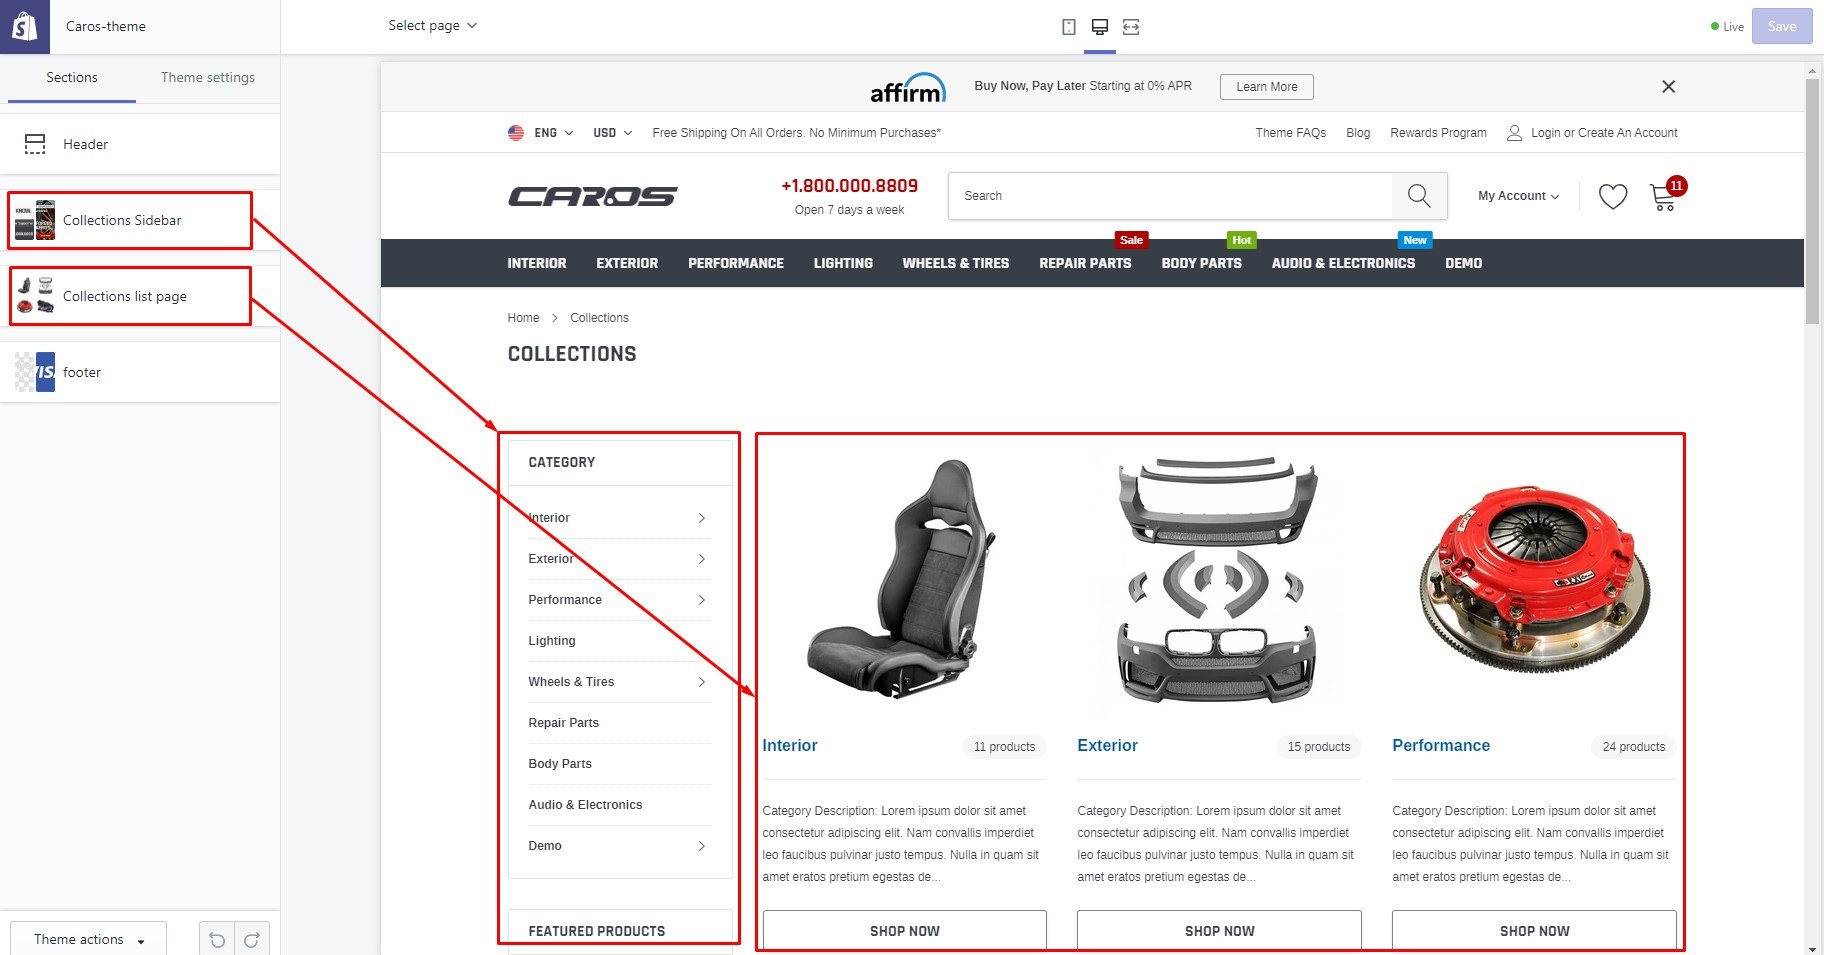 Caros-theme
Select page
Live
Save
Sections
Theme settings
Header
Collections Sidebar
Collections list page
footer
Theme actions
affirm
Buy Now, Pay Later Starting at 0% APR
Learn More
ENG
USD
Free Shipping On All Orders. No Minimum Purchases*
Theme FAQs
Blog
Rewards Program
Login or Create An Account
CAROS
+1.800.000.8809
Open 7 days a week
Search
My Account
11
Sale
Hot
New
INTERIOR
EXTERIOR
PERFORMANCE
LIGHTING
WHEELS & TIRES
REPAIR PARTS
BODY PARTS
AUDIO & ELECTRONICS
DEMO
Home
Collections
COLLECTIONS
CATEGORY
Interior
Exterior
Performance
Lighting
Wheels & Tires
Repair Parts
Body Parts
Audio & Electronics
Demo
FEATURED PRODUCTS
Interior
11 products
Category Description: Lorem ipsum dolor sit amet
consectetur adipiscing elit. Nam convallis imperdiet
leo faucibus pulvinar justo tempus. Nulla in quam sit
amet eratos pretium egestas de...
SHOP NOW
Exterior
15 products
Category Description: Lorem ipsum dolor sit amet
consectetur adipiscing elit. Nam convallis imperdiet
leo faucibus pulvinar justo tempus. Nulla in quam sit
amet eratos pretium egestas de...
SHOP NOW
Performance
24 products
Category Description: Lorem ipsum dolor sit amet
consectetur adipiscing elit. Nam convallis imperdiet
leo faucibus pulvinar justo tempus. Nulla in quam sit
amet eratos pretium egestas de...
SHOP NOW